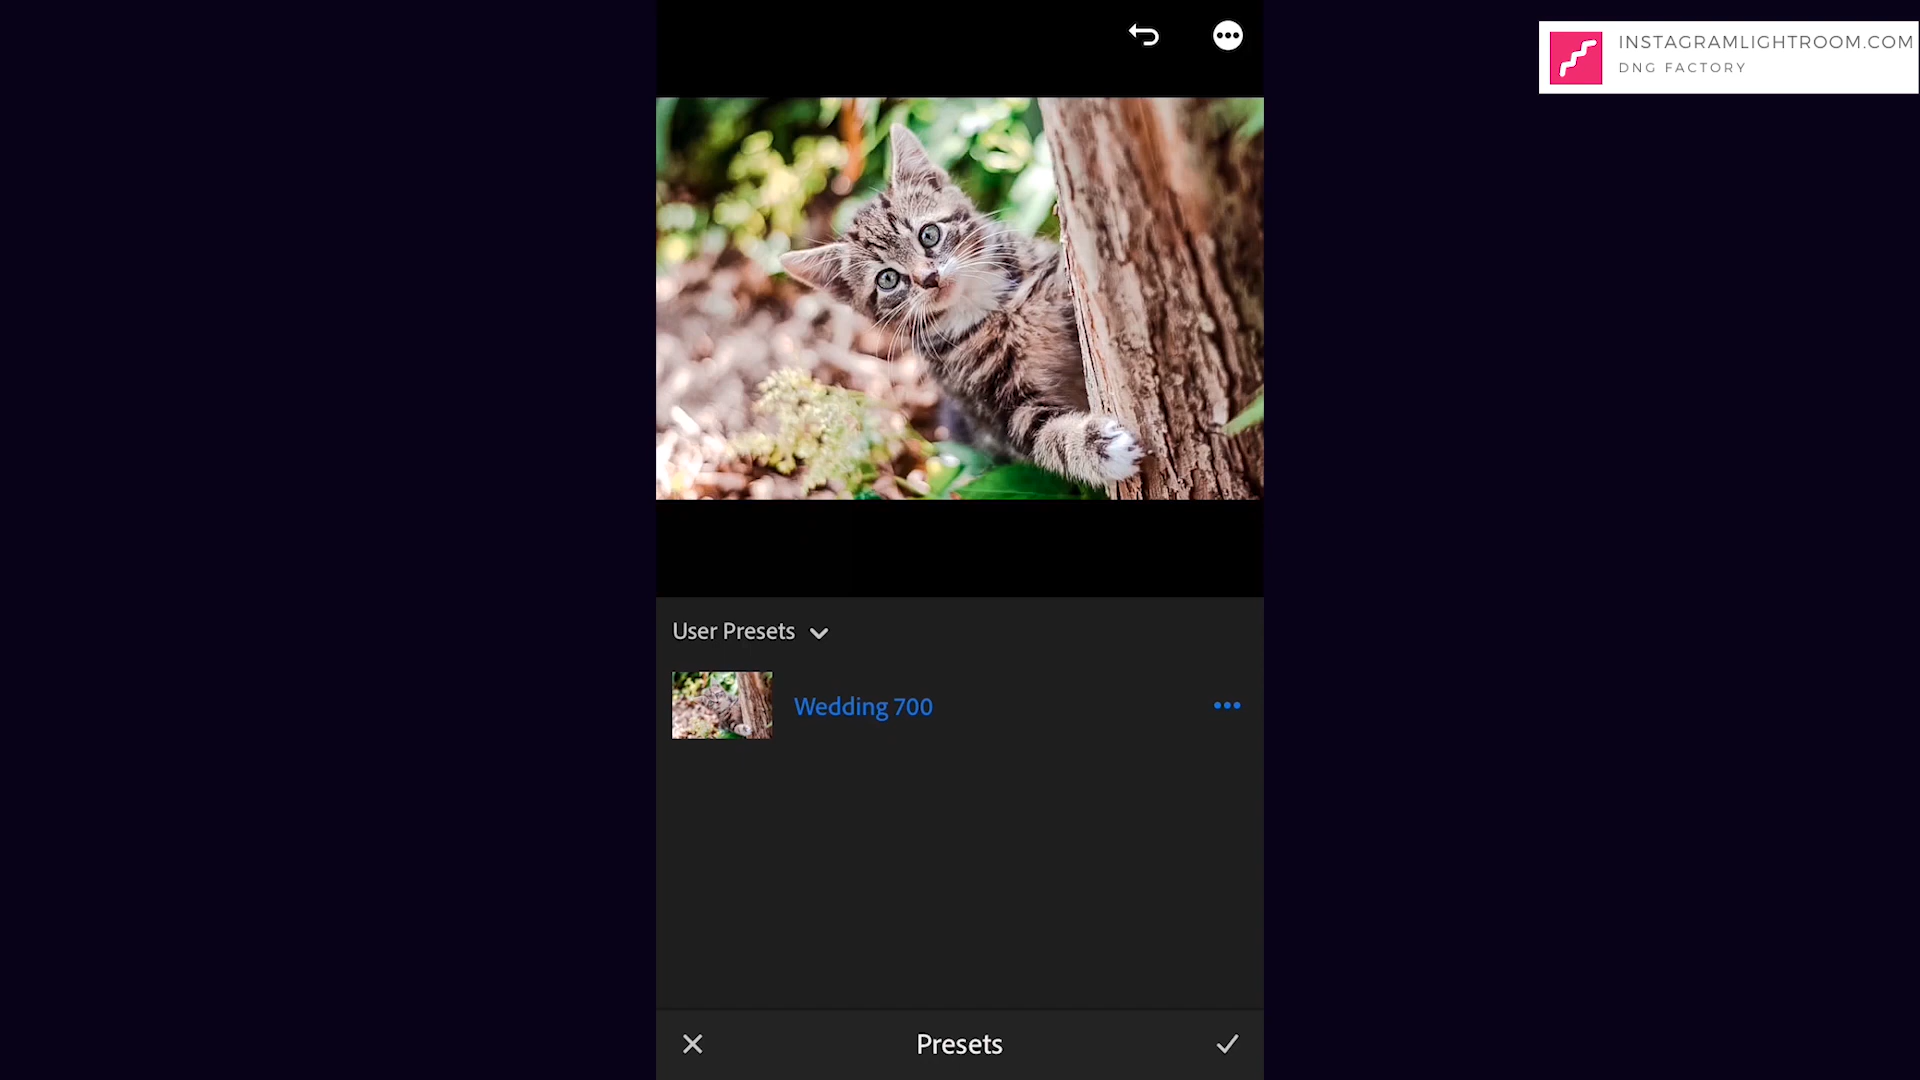 INSTAGRAMLIGHTROOM.COM
DNG FACTORY
User Presets
Wedding 700
Presets